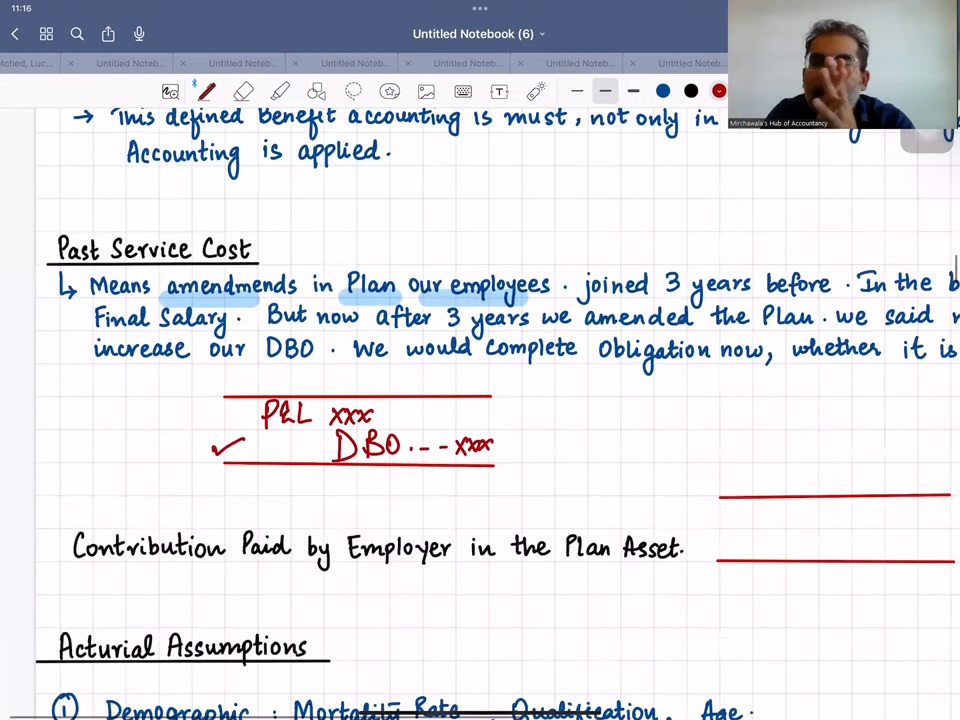 11:16
Untitled Notebook (6)
tched, Luc...
Untitled Noteb...
Untitled Noteb...
Untitled Noteb...
Untitled Noteb...
Untitled Noteb...
Untitled Noteb...
Mirchawala's Hub of Accountancy
→ This defined Benefit accounting is must, not only in
Accounting is applied.
Past Service Cost
↳ Means amendments in Plan our employees. joined 3 years before. In the b
Final Salary. But now after 3 years we amended the Plan. we said
increase our DBO. We would Complete Obligation now, whether it is
P&L xxx
✓ DBO.-- xxx
Contribution Paid by Employer in the Plan Asset.
Acturial Assumptions
(i) Demographic : Mortality Rate, Qualification, Age.